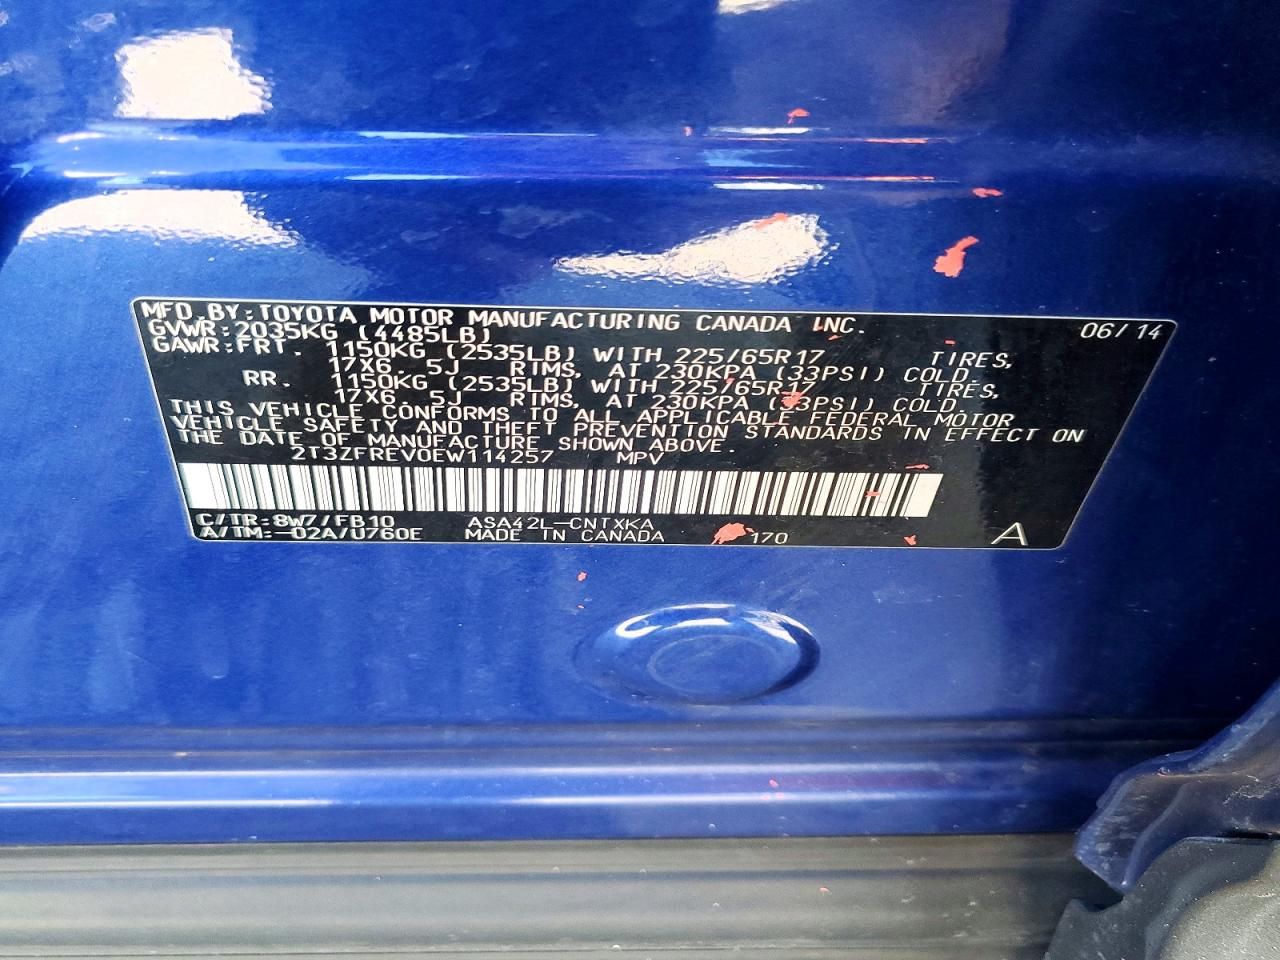 MFD. BY: TOYOTA MOTOR MANUFACTURING CANADA INC. 06/14
GVWR: 2035KG (4485LB)
GAWR: FRT. 1150KG (2535LB) WITH 225/65R17 TIRES,
17X6.5J RIMS, AT 230KPA (33PSI) COLD
RR. 1150KG (2535LB) WITH 225/65R17 TIRES,
17X6.5J RIMS, AT 230KPA (33PSI) COLD
THIS VEHICLE CONFORMS TO ALL APPLICABLE FEDERAL MOTOR
VEHICLE SAFETY AND THEFT PREVENTION STANDARDS IN EFFECT ON
THE DATE OF MANUFACTURE SHOWN ABOVE.
2T3ZFREV0EW114257 MPV
C/TR: 8W7/FB10 ASA42L-CNTXKA
A/TM: -02A/U760E MADE IN CANADA 170 A